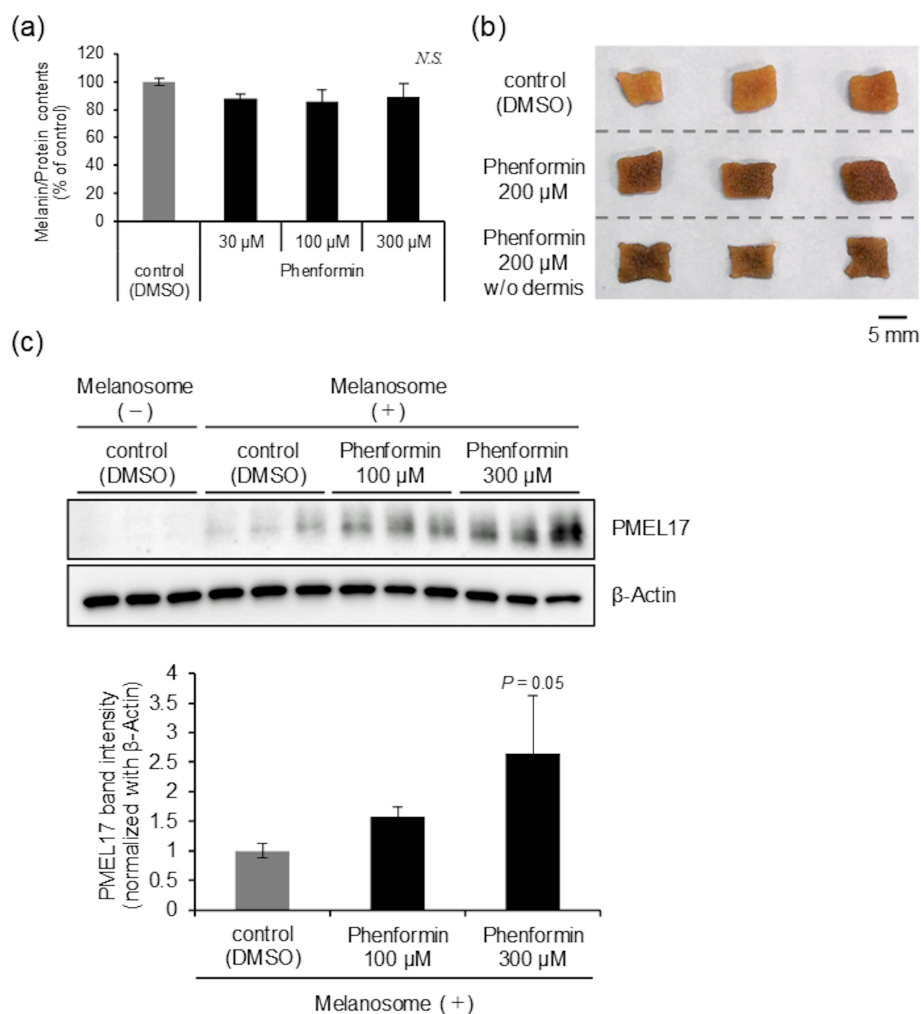 (a)
Melanin/Protein contents
(% of control)
120
100
80
60
40
20
0
N.S.
30 µM
100 µM
300 µM
control
(DMSO)
Phenformin
(b)
control
(DMSO)
Phenformin
200 µM
Phenformin
200 µM
w/o dermis
5 mm
(c)
Melanosome
(−)
Melanosome
(+)
control
(DMSO)
control
(DMSO)
Phenformin
100 µM
Phenformin
300 µM
PMEL17
β-Actin
PMEL17 band intensity
(normalized with β-Actin)
4
3.5
3
2.5
2
1.5
1
0.5
0
P = 0.05
control
(DMSO)
Phenformin
100 µM
Phenformin
300 µM
Melanosome (+)